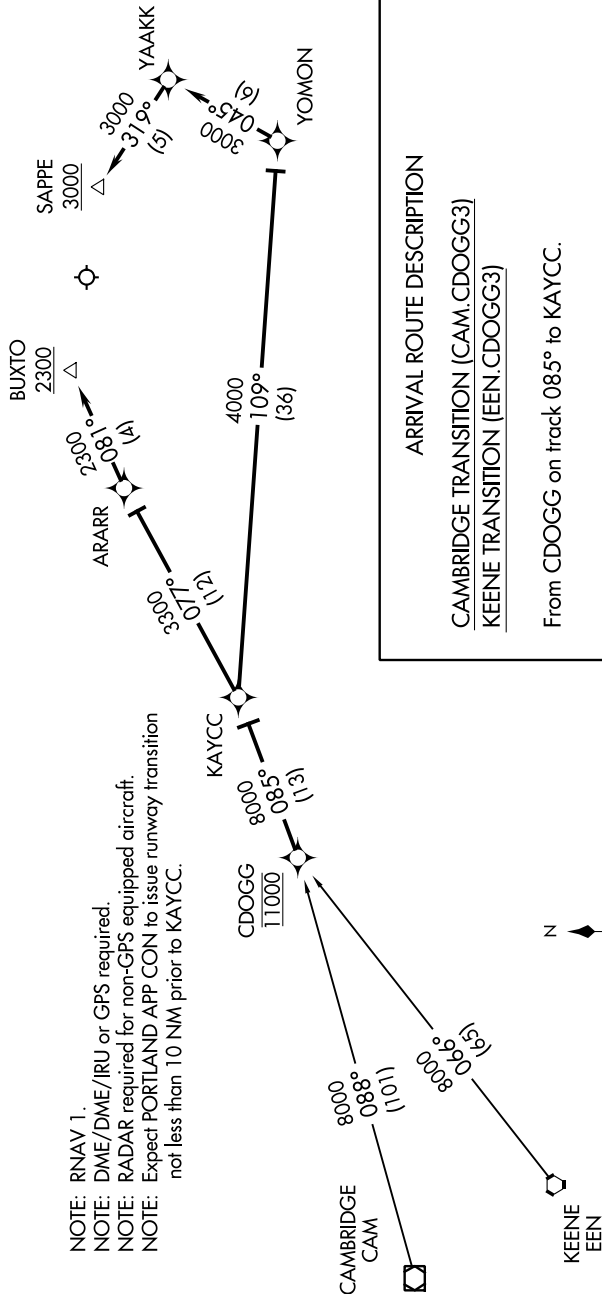 NOTE: RNAV 1.
NOTE: DME/DME/IRU or GPS required.
NOTE: RADAR required for non-GPS equipped aircraft.
NOTE: Expect PORTLAND APP CON to issue runway transition
not less than 10 NM prior to KAYCC.
SAPPE
3000
3000
319°
(5)
YAAKK
3000
045°
(6)
YOMON
BUXTO
2300
2300
081°
(4)
ARARR
3300
077°
(12)
4000
109°
(36)
KAYCC
8000
085°
(13)
CDOGG
11000
8000
088°
(101)
CAMBRIDGE
CAM
8000
066°
(65)
KEENE
EEN
N
ARRIVAL ROUTE DESCRIPTION
CAMBRIDGE TRANSITION (CAM.CDOGG3)
KEENE TRANSITION (EEN.CDOGG3)
From CDOGG on track 085° to KAYCC.